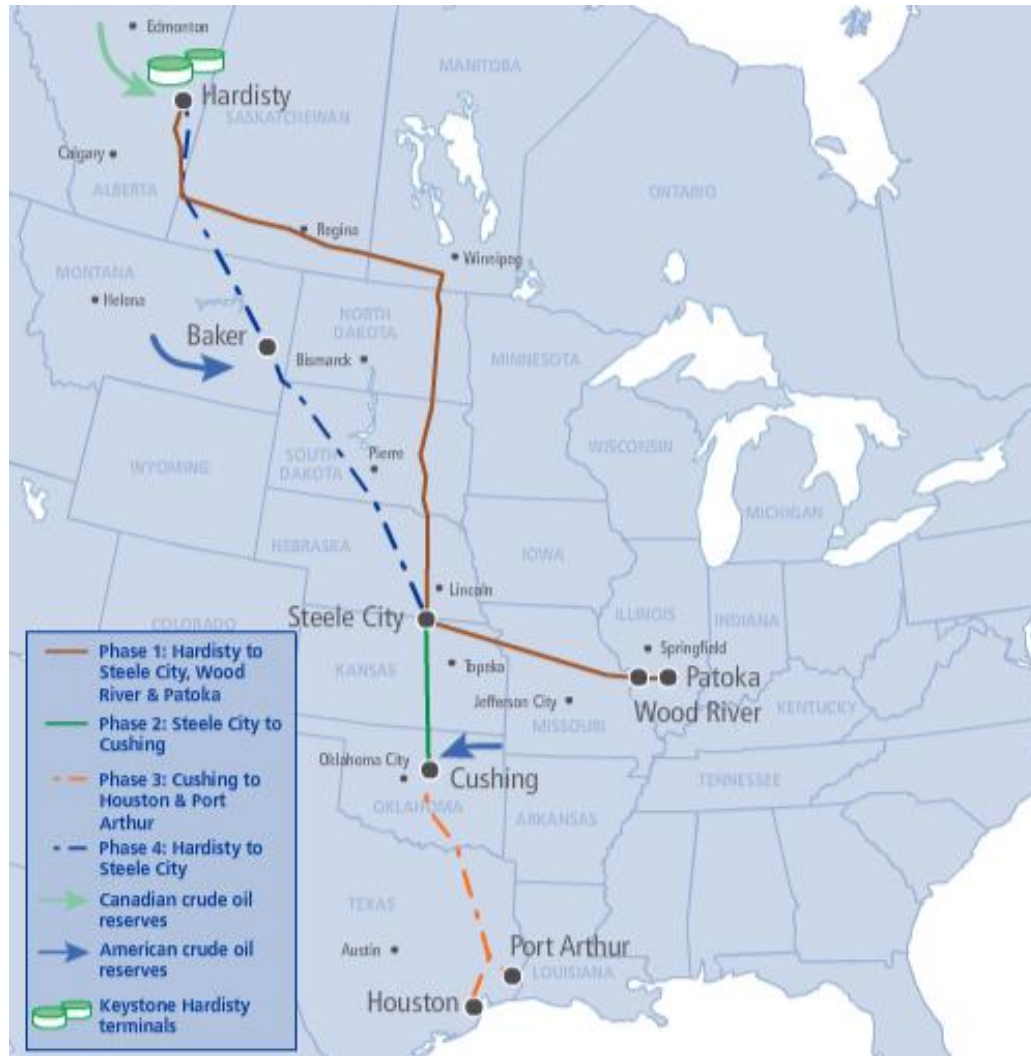 Edmonton
Hardisty
MANITOBA
SASKATCHEWAN
Calgary
ALBERTA
ONTARIO
Regina
Winnipeg
MONTANA
Helena
NORTH
DAKOTA
Baker
Bismarck
MINNESOTA
WISCONSIN
SOUTH
DAKOTA
Pierre
WYOMING
MICHIGAN
NEBRASKA
IOWA
Lincoln
Steele City
ILLINOIS
INDIANA
COLORADO
Springfield
KANSAS
Topeka
Patoka
Jefferson City
Wood River
MISSOURI
KENTUCKY
Oklahoma City
Cushing
TENNESSEE
OKLAHOMA
ARKANSAS
TEXAS
Austin
Port Arthur
LOUISIANA
Houston
Phase 1: Hardisty to
Steele City, Wood
River & Patoka
Phase 2: Steele City to
Cushing
Phase 3: Cushing to
Houston & Port
Arthur
Phase 4: Hardisty to
Steele City
Canadian crude oil
reserves
American crude oil
reserves
Keystone Hardisty
terminals